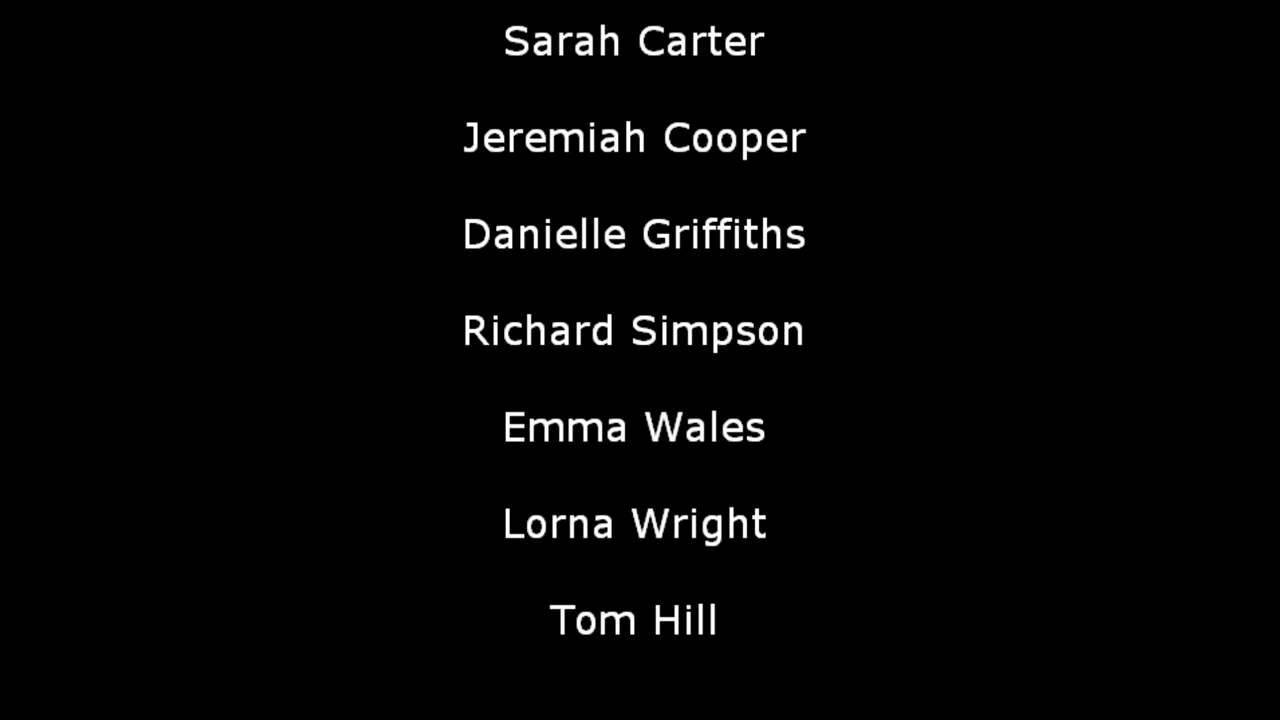 Sarah Carter
Jeremiah Cooper
Danielle Griffiths
Richard Simpson
Emma Wales
Lorna Wright
Tom Hill